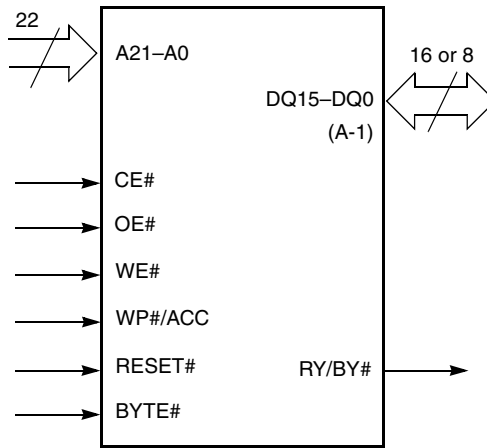 22
A21–A0
16 or 8
DQ15–DQ0
(A-1)
CE#
OE#
WE#
WP#/ACC
RESET#
RY/BY#
BYTE#